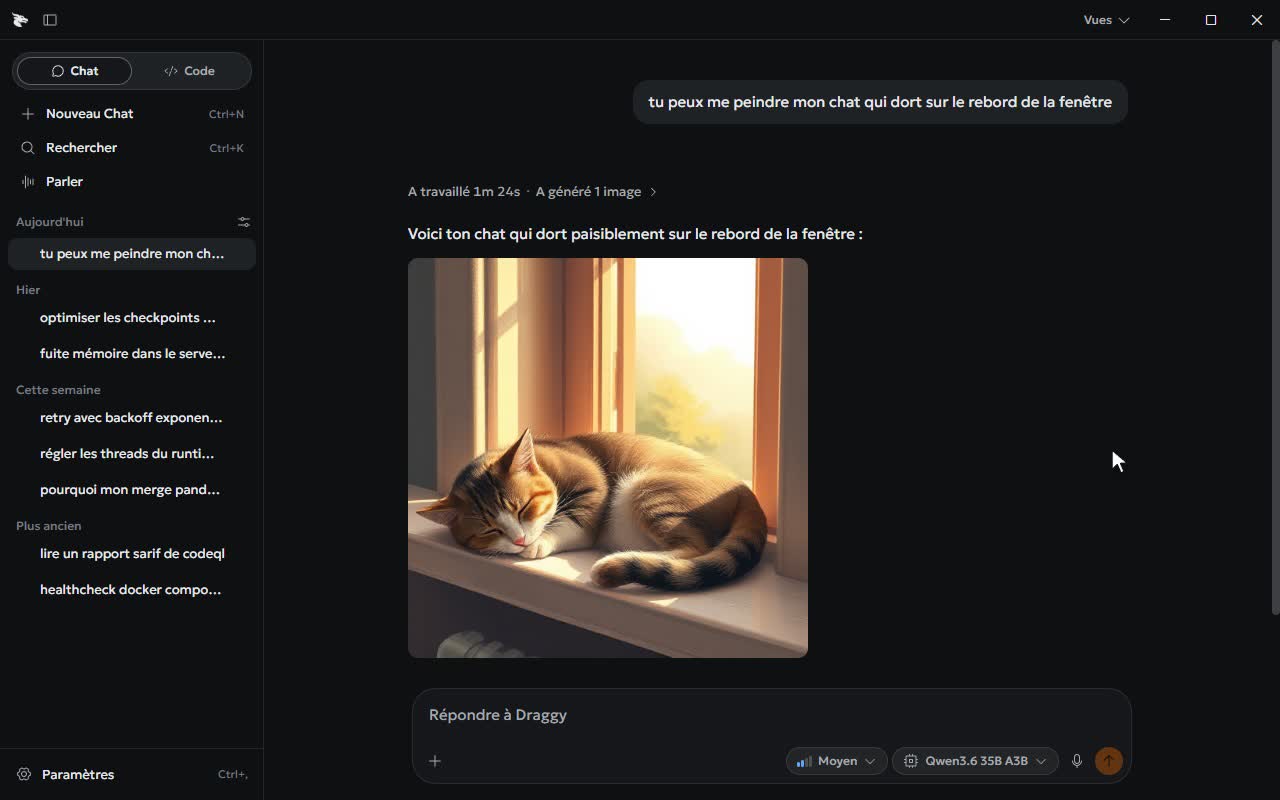 Vues
Chat
Code
Nouveau Chat Ctrl+N
Rechercher Ctrl+K
Parler
Aujourd'hui
tu peux me peindre mon ch...
Hier
optimiser les checkpoints ...
fuite mémoire dans le serve...
Cette semaine
retry avec backoff exponen...
régler les threads du runti...
pourquoi mon merge pand...
Plus ancien
lire un rapport sarif de codeql
healthcheck docker compo...
Paramètres Ctrl+,
tu peux me peindre mon chat qui dort sur le rebord de la fenêtre
A travaillé 1m 24s · A généré 1 image
Voici ton chat qui dort paisiblement sur le rebord de la fenêtre :
Répondre à Draggy
Moyen
Qwen3.6 35B A3B